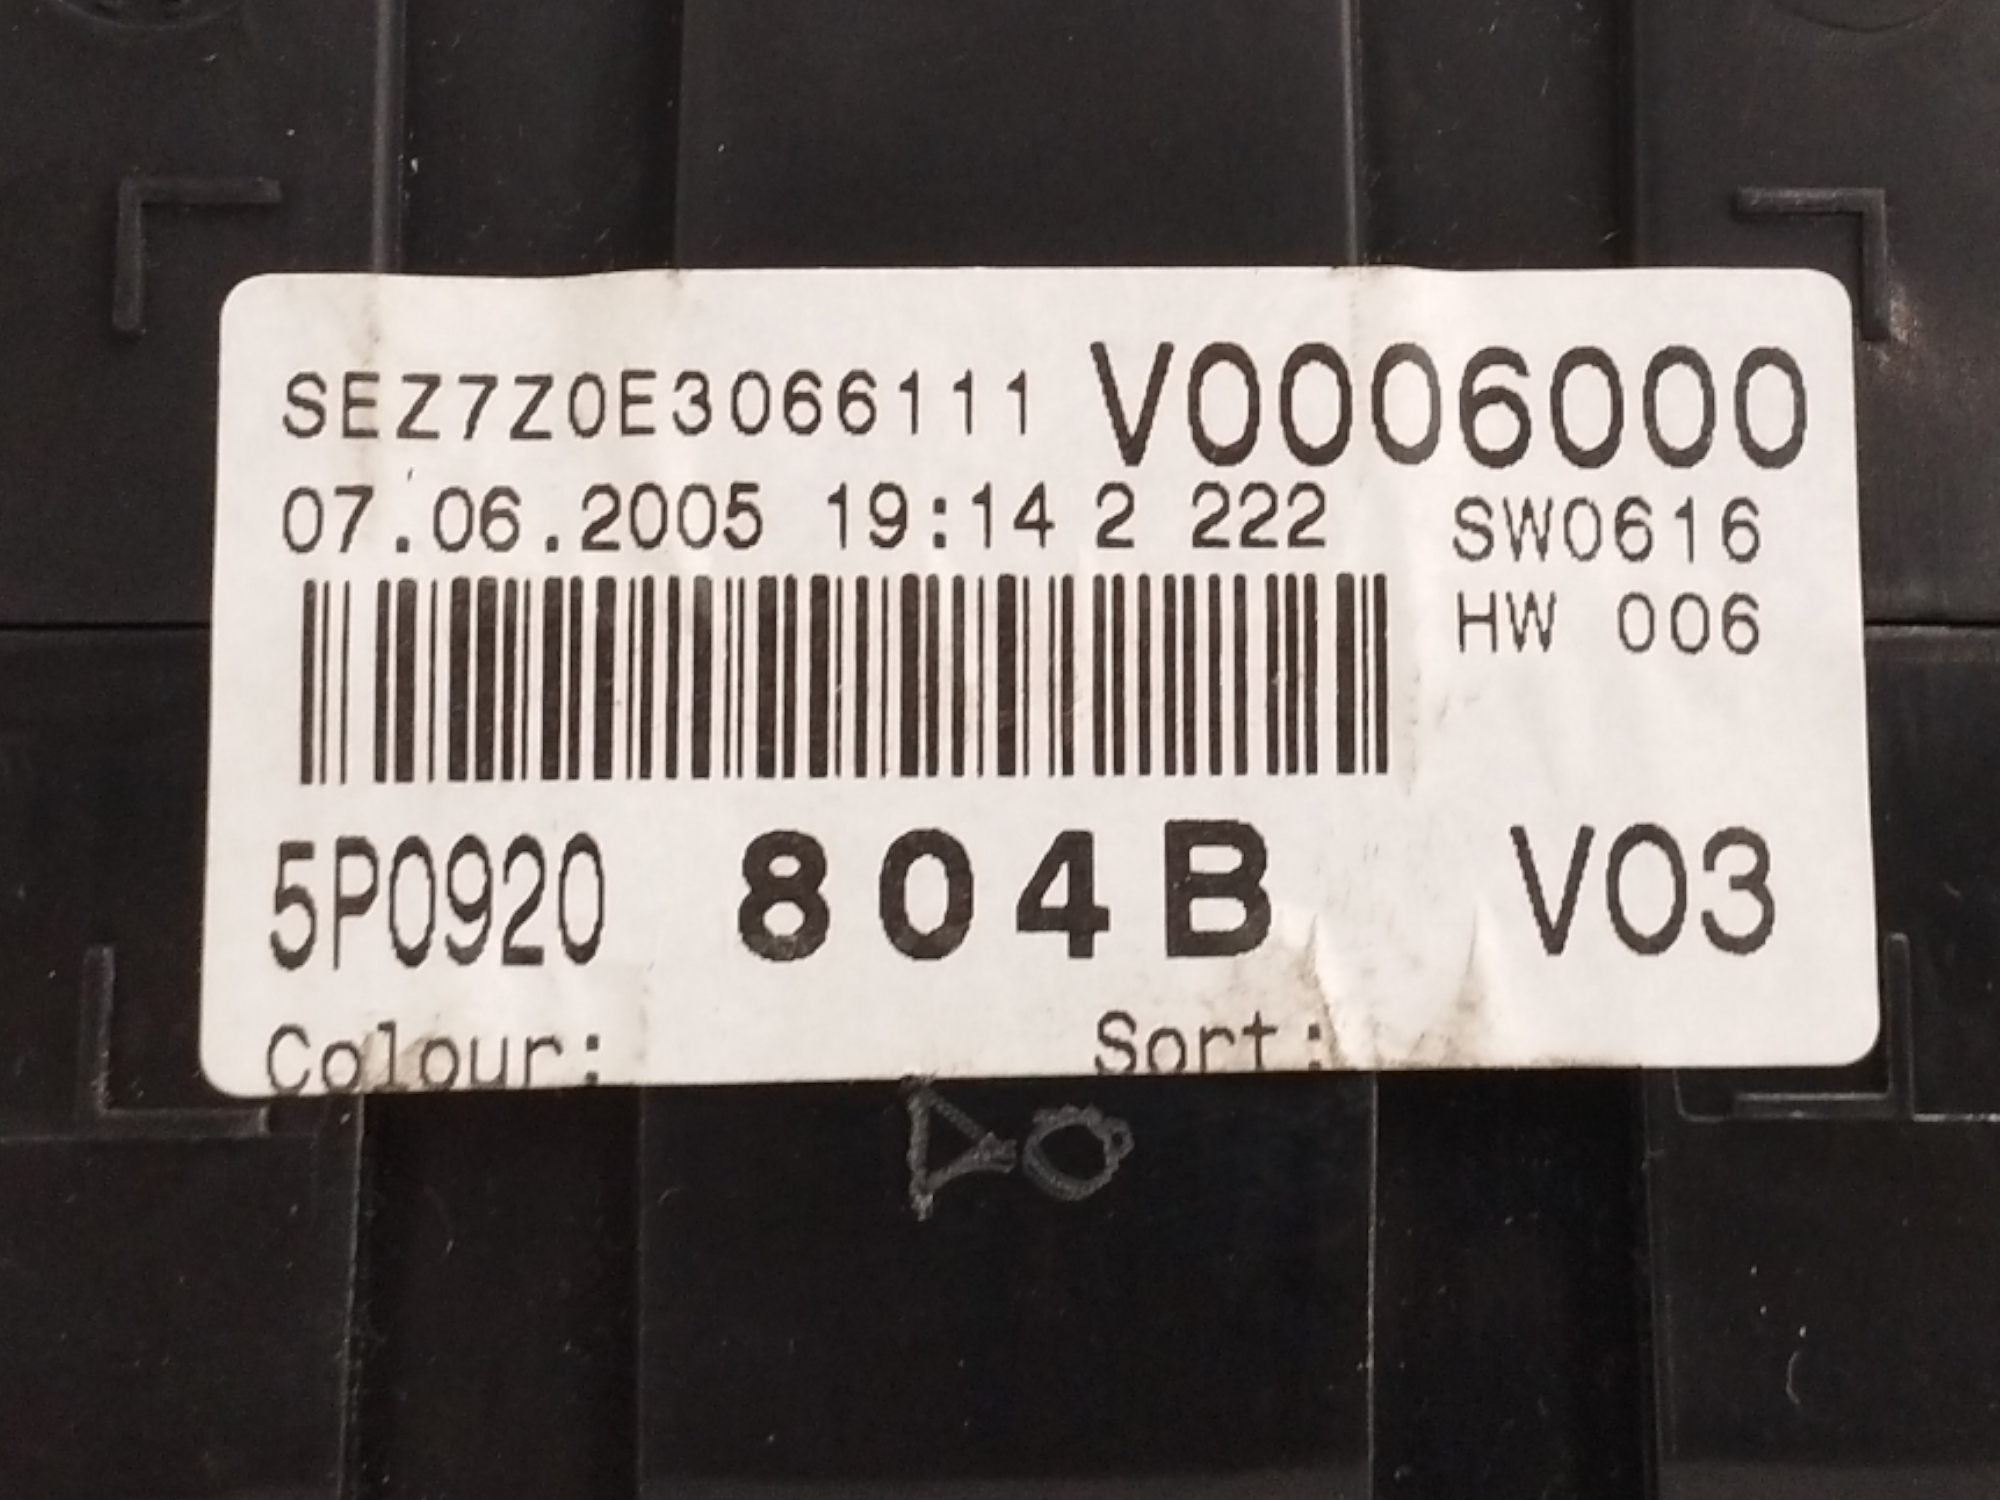 SEZ7Z0E3066111 V0006000
07.06.2005 19:14 2 222 SW0616
HW 006
5P0920 804B V03
Colour: Sort: